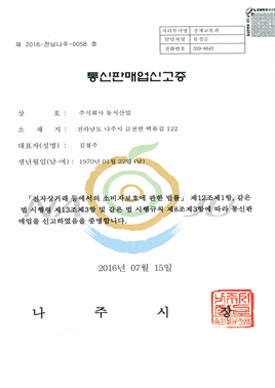 처리부서명 경제교통과
담당자명
전화번호 339-8643
제 2016-전남나주-0058 호
통신판매업신고증
상 호 : 주식회사 동서산업
소 재 지 : 전라남도 나주시 금천면 벽류길 122
대표자(성명) : 김철주
생년월일(남·여) : 1970년 01월 22일 (남)
『전자상거래 등에서의 소비자보호에 관한 법률』 제12조제1항, 같은
법 시행령 제13조제3항 및 같은 법 시행규칙 제8조제3항에 따라 통신판
매업을 신고하였음을 증명합니다.
2016년 07월 15일
나 주 시 장